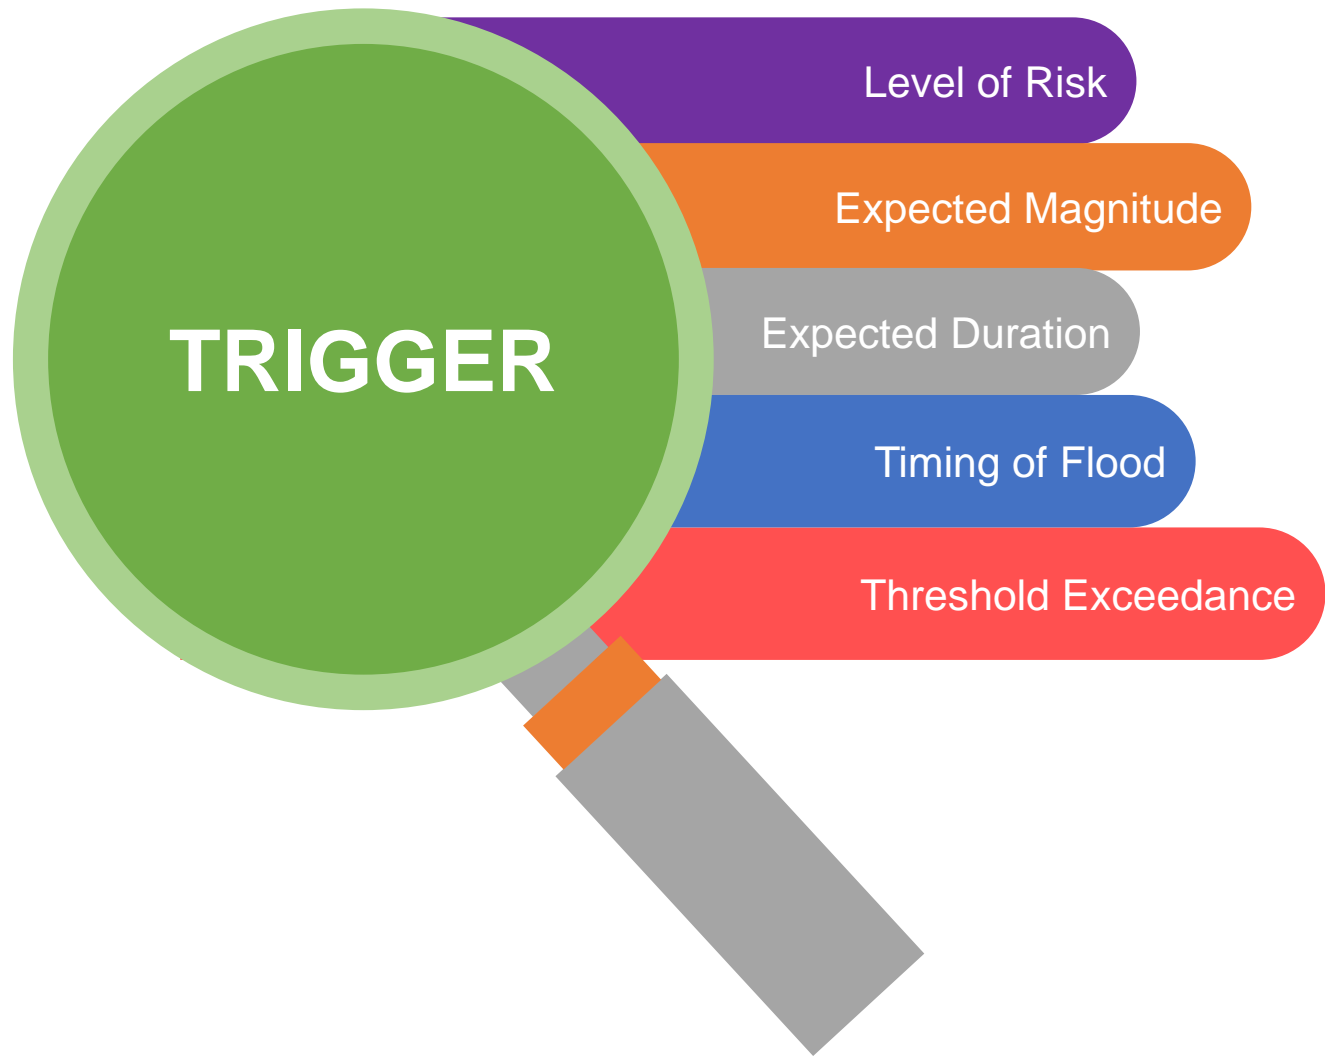 Level of Risk
Expected Magnitude
TRIGGER
Expected Duration
Timing of Flood
Threshold Exceedance